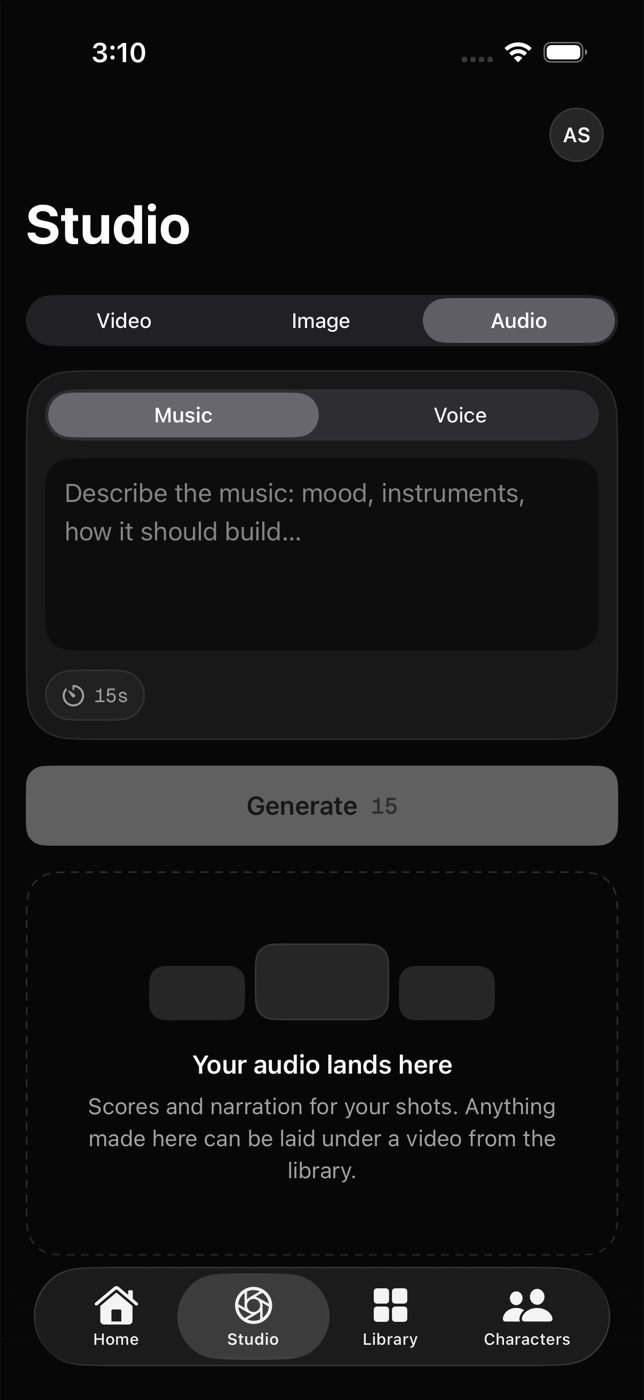 3:10
AS
Studio
Video
Image
Audio
Music
Voice
Describe the music: mood, instruments,
how it should build...
15s
Generate 15
Your audio lands here
Scores and narration for your shots. Anything
made here can be laid under a video from the
library.
Home
Studio
Library
Characters